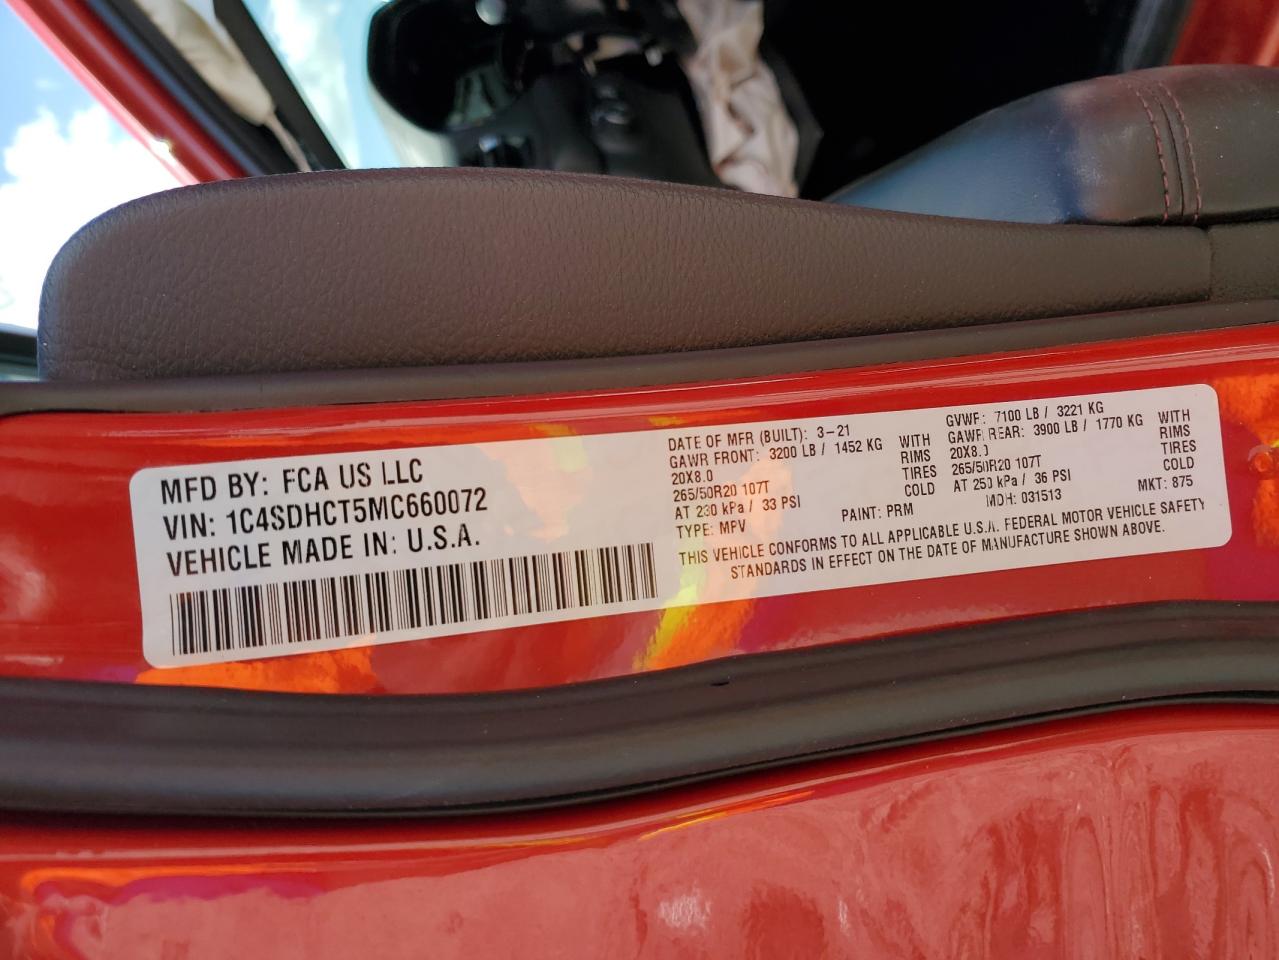 MFD BY: FCA US LLC
VIN: 1C4SDHCT5MC660072
VEHICLE MADE IN: U.S.A.
DATE OF MFR (BUILT): 3-21
GAWR FRONT: 3200 LB / 1452 KG WITH
20X8.0 RIMS
265/50R20 107T TIRES
AT 230 kPa / 33 PSI COLD
TYPE: MPV PAINT: PRM
GVWF: 7100 LB / 3221 KG
GAWR REAR: 3900 LB / 1770 KG WITH
20X8.0 RIMS
265/50R20 107T TIRES
AT 250 kPa / 36 PSI COLD
MDH: 031513 MKT: 875
THIS VEHICLE CONFORMS TO ALL APPLICABLE U.S.A. FEDERAL MOTOR VEHICLE SAFETY
STANDARDS IN EFFECT ON THE DATE OF MANUFACTURE SHOWN ABOVE.